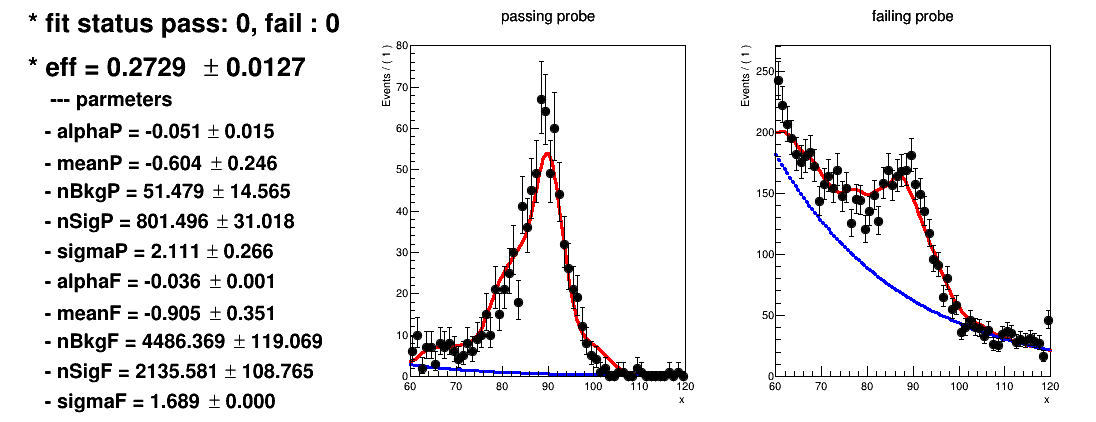 * fit status pass: 0, fail : 0
* eff = 0.2729 ± 0.0127
--- parmeters
- alphaP = -0.051 ± 0.015
- meanP = -0.604 ± 0.246
- nBkgP = 51.479 ± 14.565
- nSigP = 801.496 ± 31.018
- sigmaP = 2.111 ± 0.266
- alphaF = -0.036 ± 0.001
- meanF = -0.905 ± 0.351
- nBkgF = 4486.369 ± 119.069
- nSigF = 2135.581 ± 108.765
- sigmaF = 1.689 ± 0.000
passing probe
Events / ( 1 )
80
70
60
50
40
30
20
10
0
60 70 80 90 100 110 120
x
failing probe
Events / ( 1 )
250
200
150
100
50
0
60 70 80 90 100 110 120
x